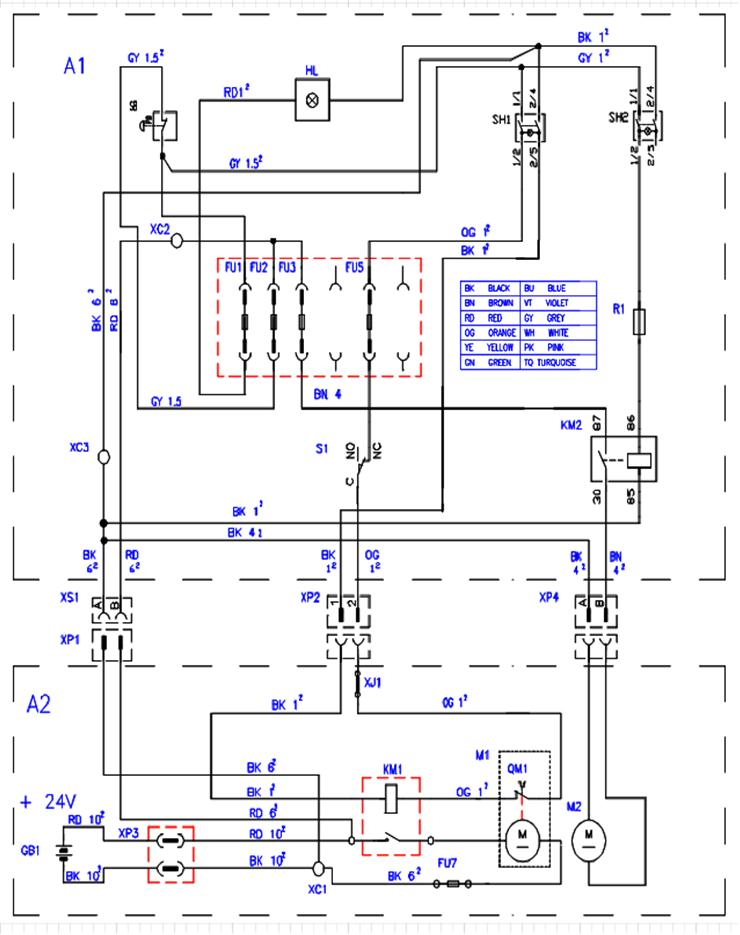 BK 1²
GY 1.5²
GY 1²
A1
HL
RD1²
1/1
2/4
1/1
2/4
SH1
1/2
2/5
1/2
2/5
GY 1.5²
XC2
OG 1²
BK 1²
FU1 FU2 FU3 FU5
BK 6²
RD 6²
BK BLACK BU BLUE
BN BROWN VT VIOLET
RD RED GY GREY
OG ORANGE WH WHITE
YE YELLOW PK PINK
GN GREEN TQ TURQUOISE
R1
GY 1.5
BN 4
KM2
87
86
XC3
S1
NO
NC
C
30
85
BK 1²
BK 4²
BK 6²
RD 6²
BK 1²
OG 1²
BK 4²
BN 4²
XS1
A
B
XP2
1
2
XP4
A
B
XP1
XJ1
A2
BK 1²
OG 1²
M1
BK 6²
KM1
QM1
BK 1²
OG 1²
+ 24V
RD 6²
M2
RD 10²
XP3
RD 10²
M
M
GB1
BK 10²
BK 10²
FU7
XC1
BK 6²